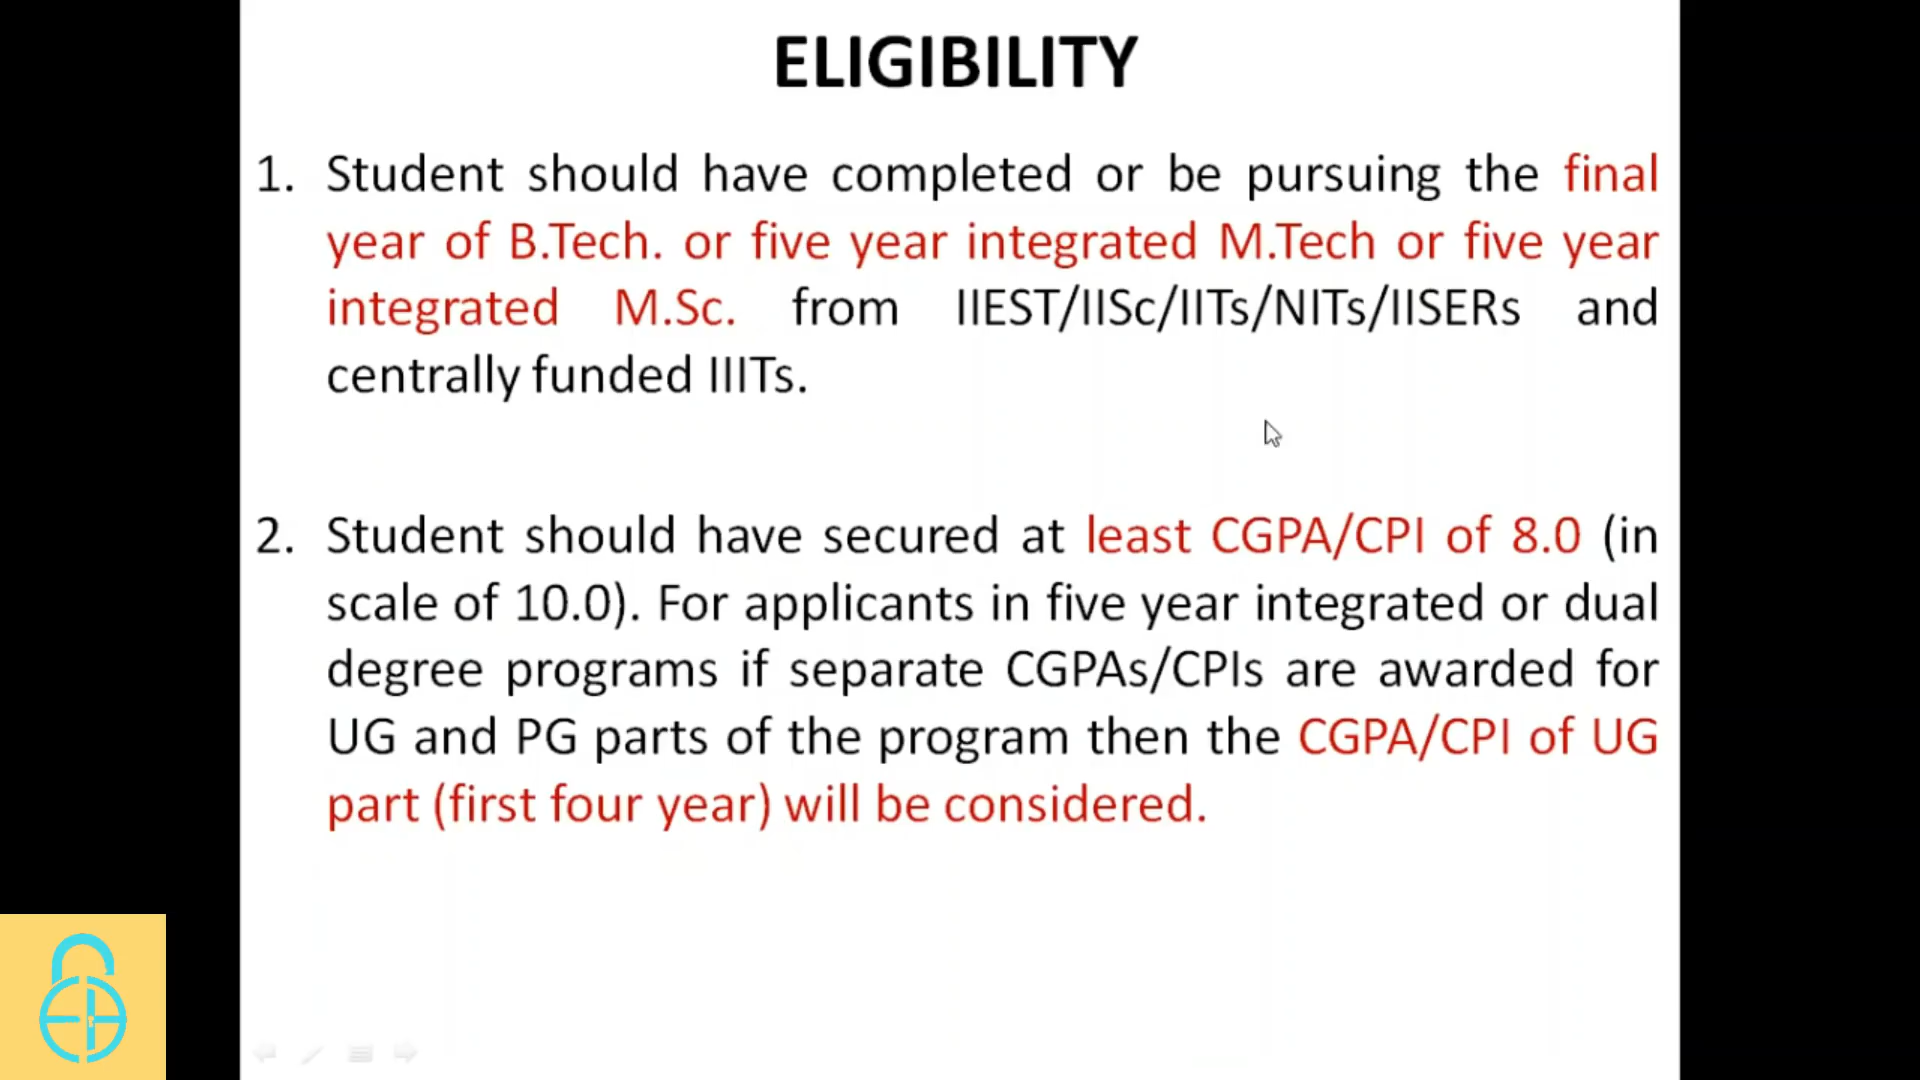 ELIGIBILITY
1. Student should have completed or be pursuing the final
year of B.Tech. or five year integrated M.Tech or five year
integrated M.Sc. from IIEST/IISc/IITs/NITs/IISERs and
centrally funded IIITs.
2. Student should have secured at least CGPA/CPI of 8.0 (in
scale of 10.0). For applicants in five year integrated or dual
degree programs if separate CGPAs/CPIs are awarded for
UG and PG parts of the program then the CGPA/CPI of UG
part (first four year) will be considered.